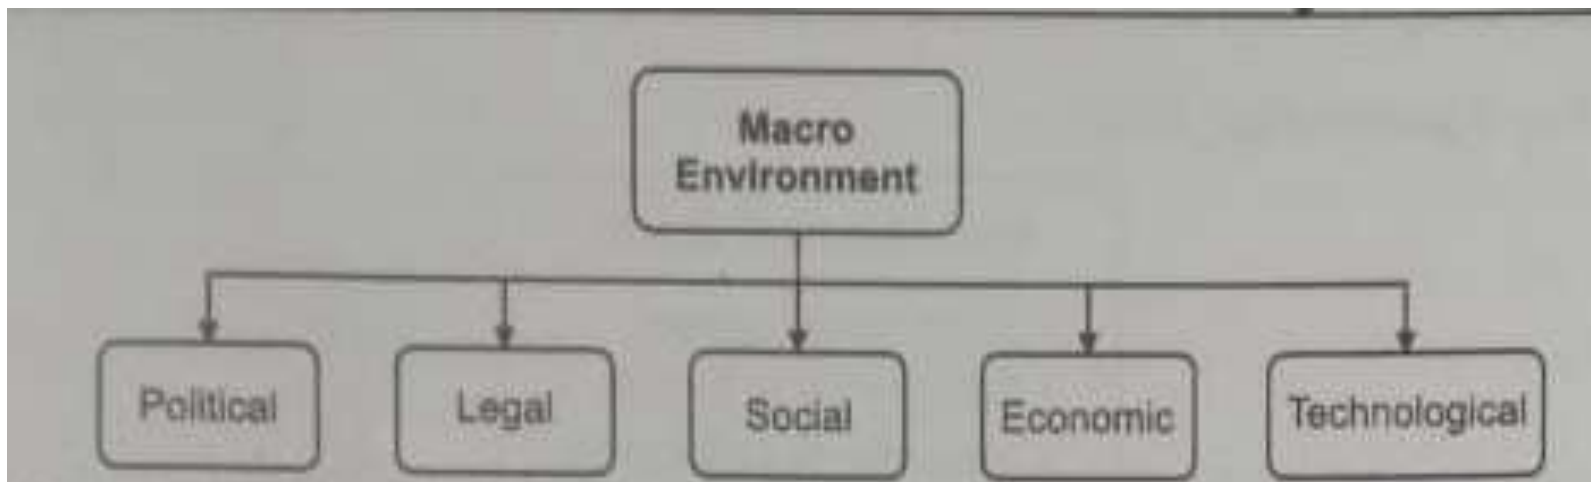 Macro
Environment
Political
Legal
Social
Economic
Technological